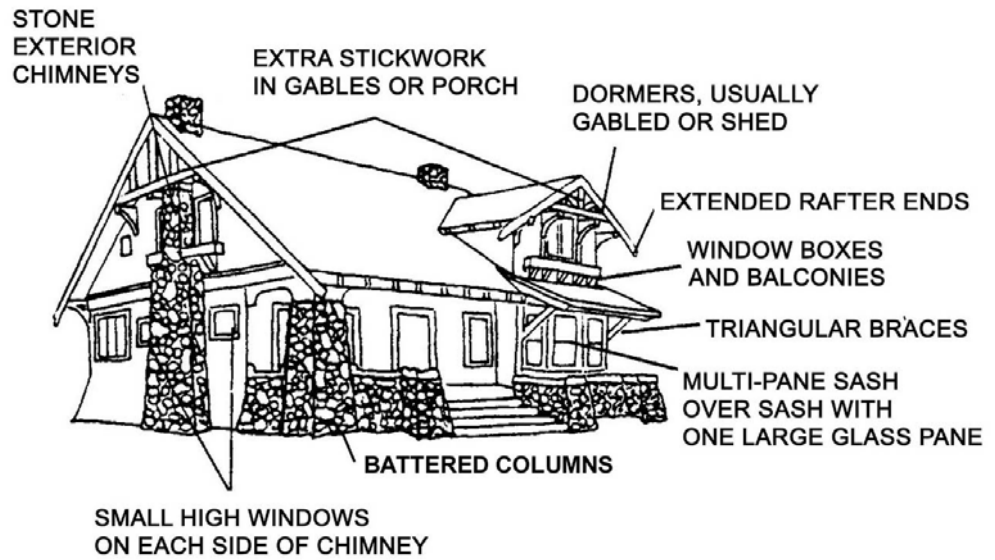 STONE
EXTERIOR
CHIMNEYS
EXTRA STICKWORK
IN GABLES OR PORCH
DORMERS, USUALLY
GABLED OR SHED
EXTENDED RAFTER ENDS
WINDOW BOXES
AND BALCONIES
TRIANGULAR BRACES
MULTI-PANE SASH
OVER SASH WITH
ONE LARGE GLASS PANE
BATTERED COLUMNS
SMALL HIGH WINDOWS
ON EACH SIDE OF CHIMNEY